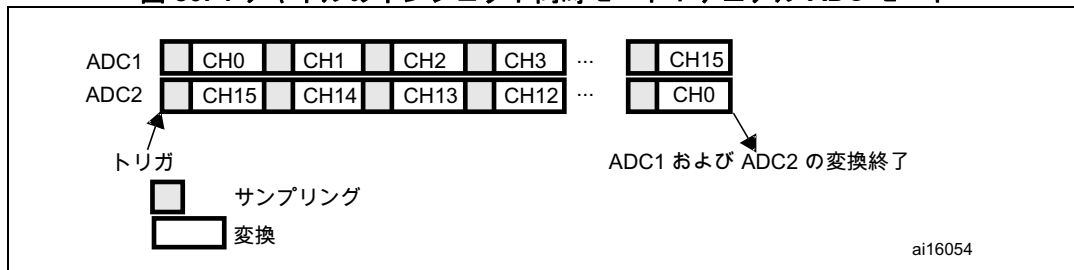 ADC1 CH0 CH1 CH2 CH3 ... CH15
ADC2 CH15 CH14 CH13 CH12 ... CH0
トリガ
ADC1 および ADC2 の変換終了
サンプリング
変換
ai16054